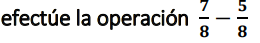 efectúe la operación 7/8 − 5/8